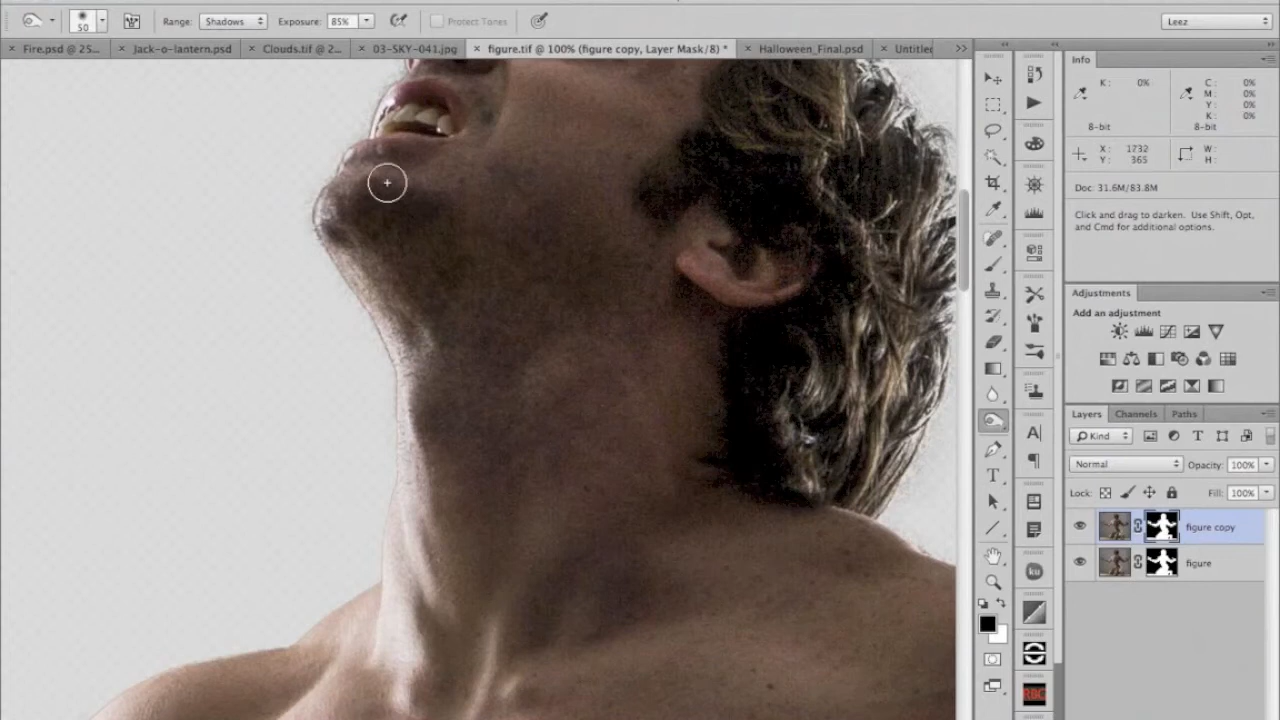 50 Range: Shadows Exposure: 85% Protect Tones Leez
× Fire.psd @ 25... × Jack-o-lantern.psd × Clouds.tif @ 2... × 03-SKY-041.jpg × figure.tif @ 100% (figure copy, Layer Mask/8) * × Halloween_Final.psd × Untitled >>
Info
K: 0% C: 0%
M: 0%
Y: 0%
K: 0%
8-bit 8-bit
X: 1732 W:
Y: 365 H:
Doc: 31.6M/83.8M
Click and drag to darken. Use Shift, Opt,
and Cmd for additional options.
Adjustments
Add an adjustment
Layers Channels Paths
Kind T
Normal Opacity: 100%
Lock: Fill: 100%
figure copy
figure
A
T
ku
RBG